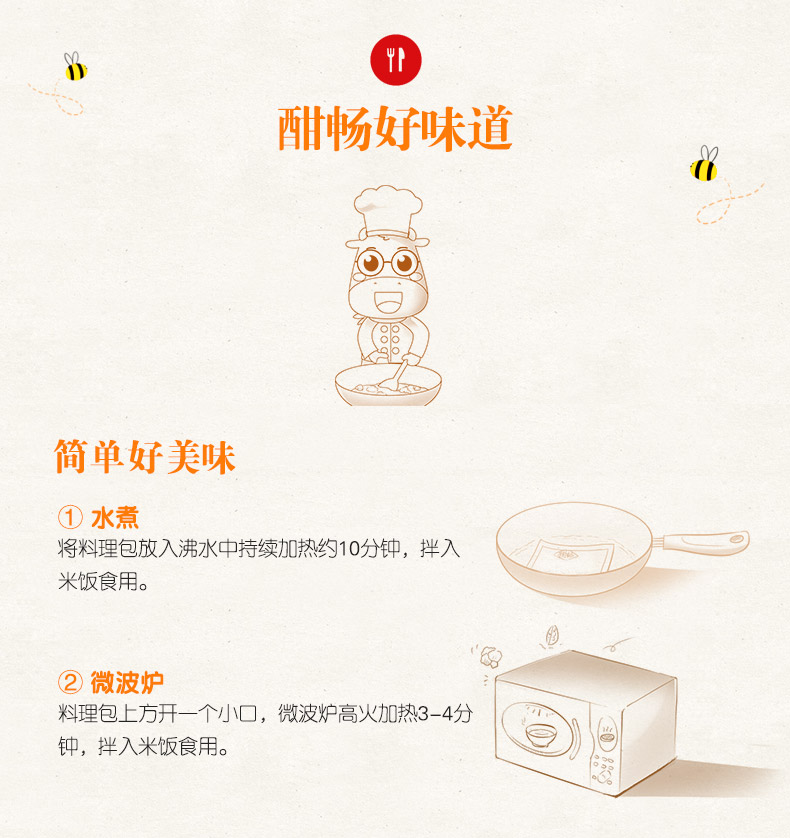 酣畅好味道
简单好美味
① 水煮
将料理包放入沸水中持续加热约10分钟，拌入
米饭食用。
② 微波炉
料理包上方开一个小口，微波炉高火加热3-4分
钟，拌入米饭食用。